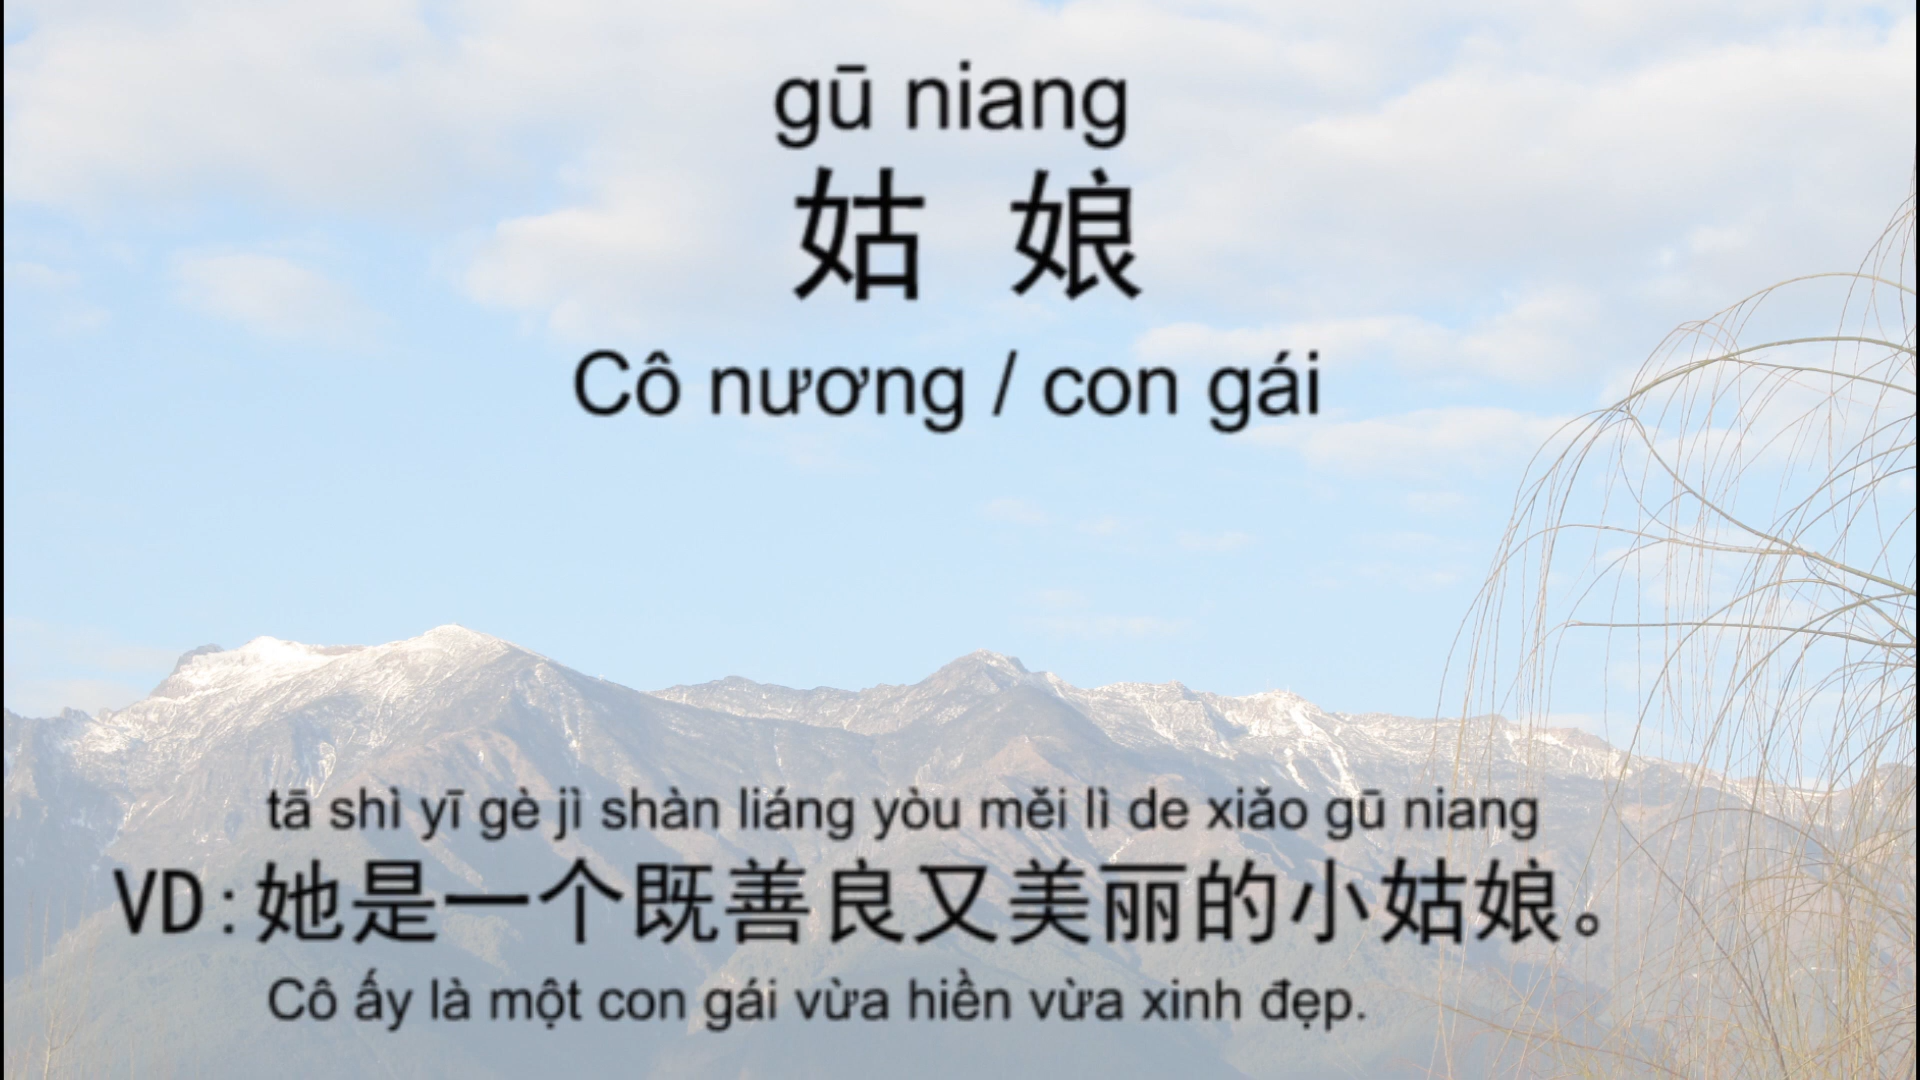 gū niang
姑 娘
Cô nương / con gái
tā shì yī gè jì shàn liáng yòu měi lì de xiǎo gū niang
VD:她是一个既善良又美丽的小姑娘。
Cô ấy là một con gái vừa hiền vừa xinh đẹp.